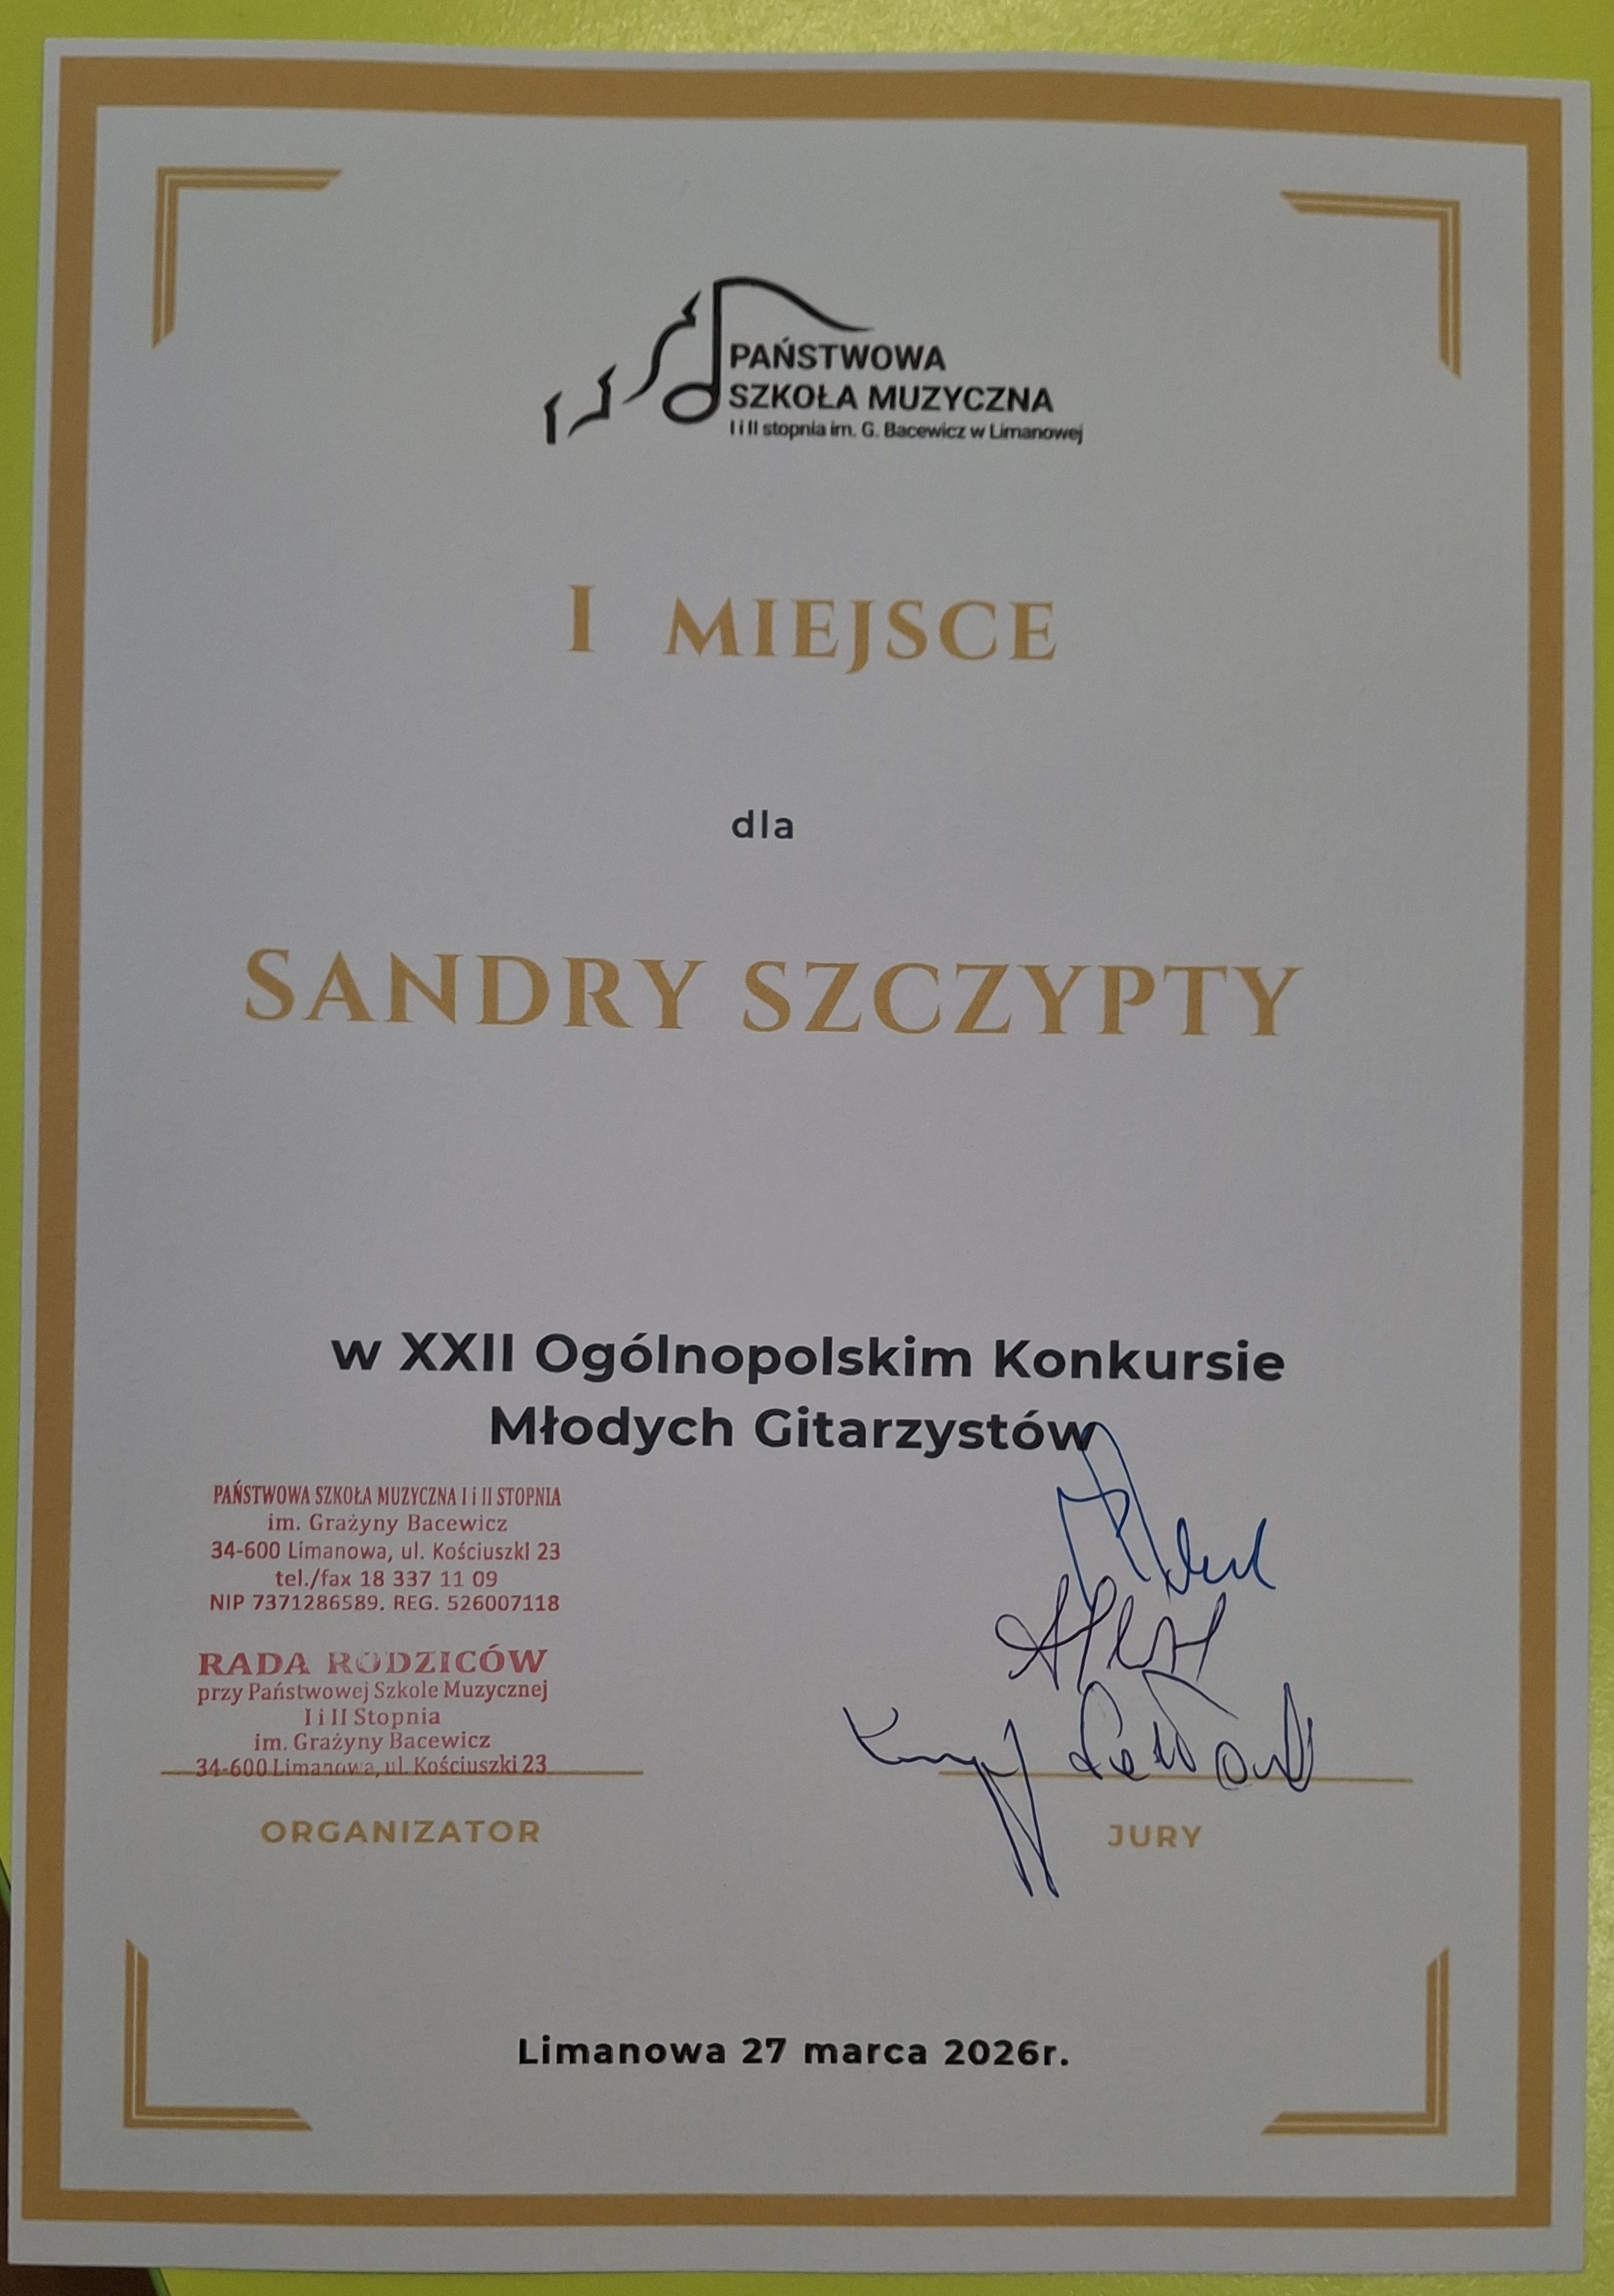 PAŃSTWOWA
SZKOŁA MUZYCZNA
I i II stopnia im. G. Bacewicz w Limanowej
I MIEJSCE
dla
SANDRY SZCZYPTY
w XXII Ogólnopolskim Konkursie
Młodych Gitarzystów
PAŃSTWOWA SZKOŁA MUZYCZNA I i II STOPNIA
im. Grażyny Bacewicz
34-600 Limanowa, ul. Kościuszki 23
tel./fax 18 337 11 09
NIP 7371286589. REG. 526007118
RADA RODZICÓW
przy Państwowej Szkole Muzycznej
I i II Stopnia
im. Grażyny Bacewicz
34-600 Limanowa, ul. Kościuszki 23
ORGANIZATOR
JURY
Limanowa 27 marca 2026r.